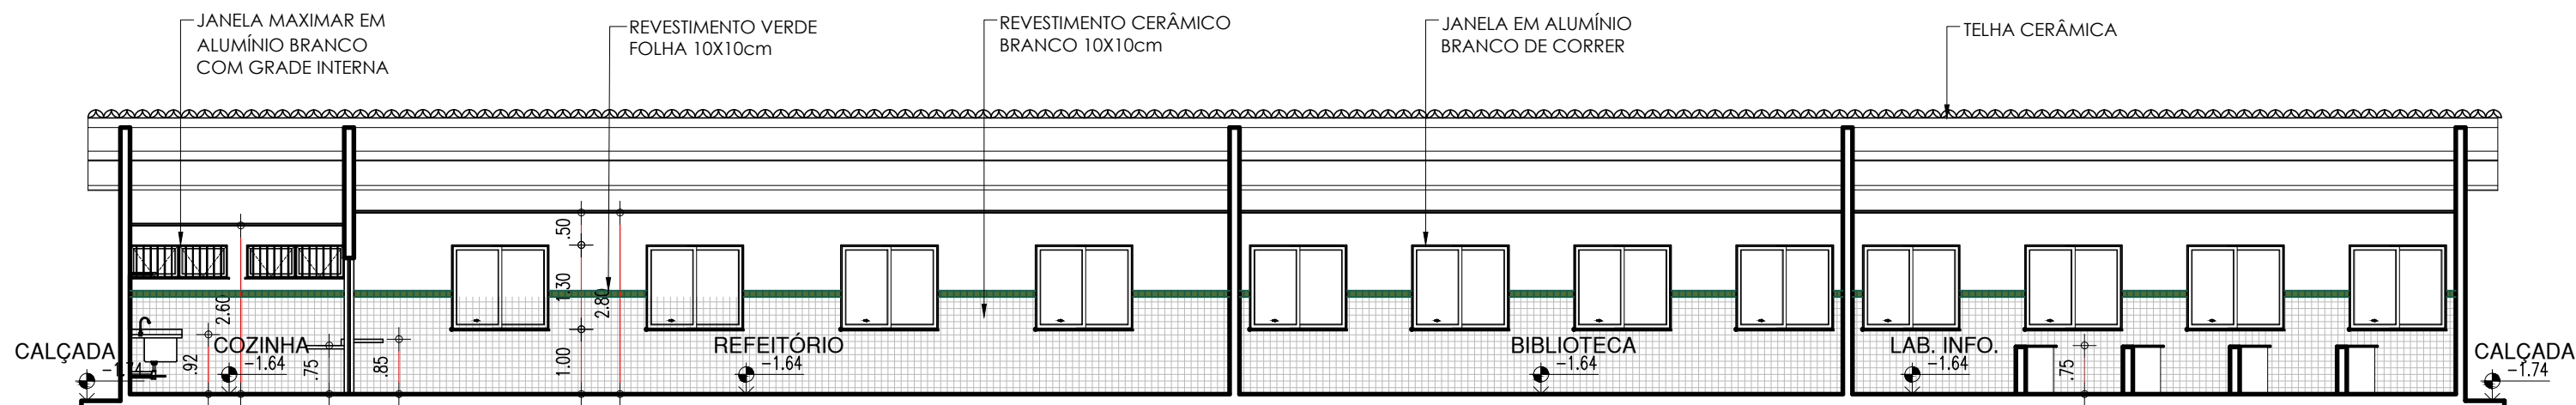 JANELA MAXIMAR EM
ALUMÍNIO BRANCO
COM GRADE INTERNA
REVESTIMENTO VERDE
FOLHA 10X10cm
REVESTIMENTO CERÂMICO
BRANCO 10X10cm
JANELA EM ALUMÍNIO
BRANCO DE CORRER
TELHA CERÂMICA
.50
1.30
2.80
2.60
1.00
.92
.75
.85
.75
CALÇADA
-1.74
COZINHA
-1.64
REFEITÓRIO
-1.64
BIBLIOTECA
-1.64
LAB. INFO.
-1.64
CALÇADA
-1.74